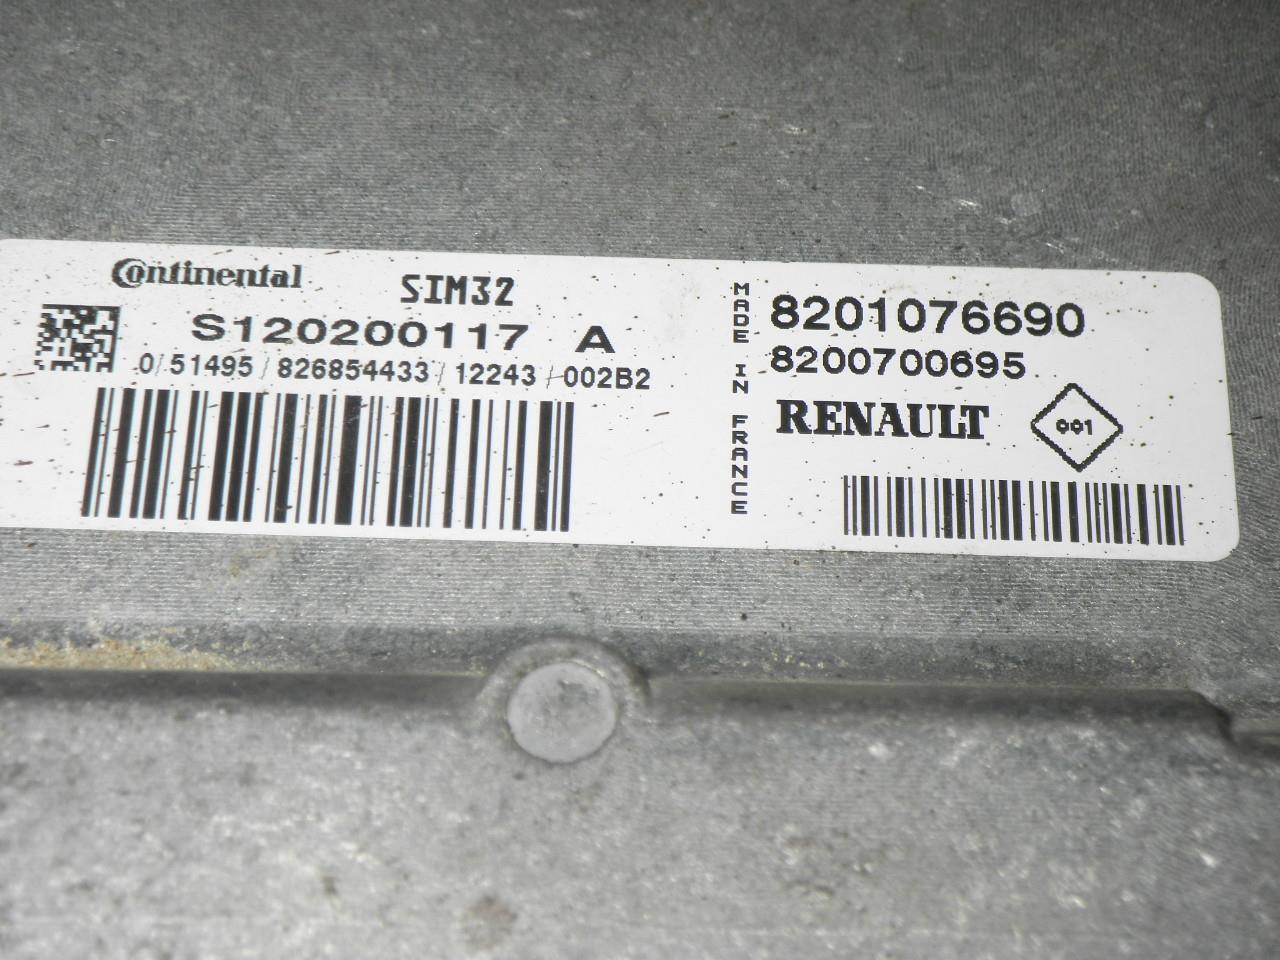 Continental
SIM32
S120200117 A
0/51495/826854433/12243/002B2
MADE IN FRANCE
8201076690
8200700695
RENAULT
001